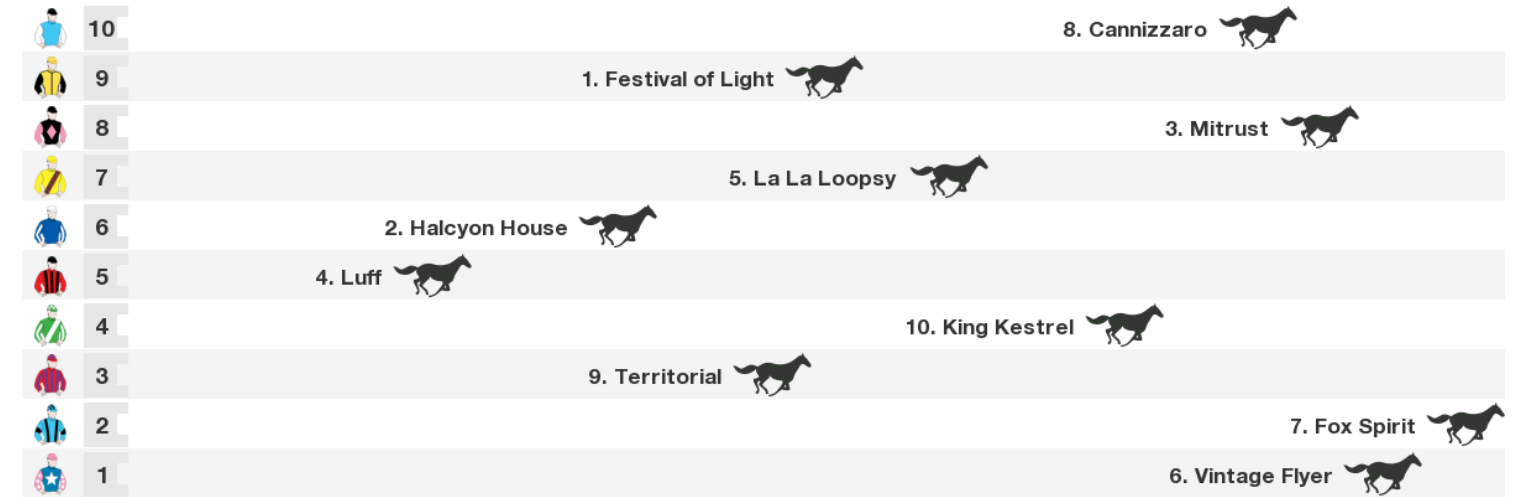 10 8. Cannizzaro
9 1. Festival of Light
8 3. Mitrust
7 5. La La Loopsy
6 2. Halcyon House
5 4. Luff
4 10. King Kestrel
3 9. Territorial
2 7. Fox Spirit
1 6. Vintage Flyer